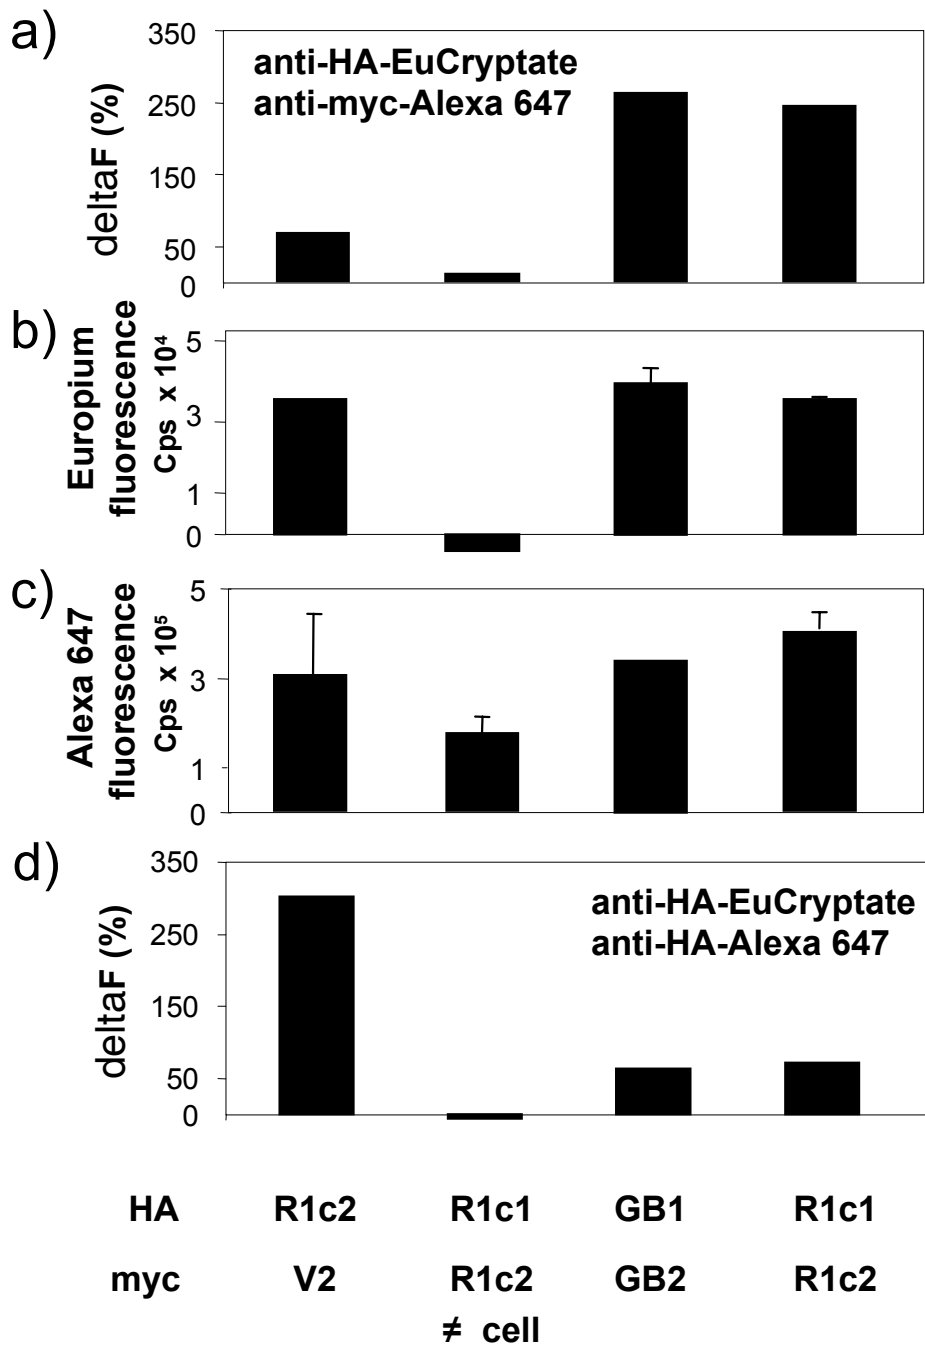 a)
deltaF (%)
350
250
150
50
0
anti-HA-EuCryptate
anti-myc-Alexa 647
b)
Europium
fluorescence
Cps x 10⁴
5
3
1
0
c)
Alexa 647
fluorescence
Cps x 10⁵
5
3
1
0
d)
deltaF (%)
350
250
150
50
0
anti-HA-EuCryptate
anti-HA-Alexa 647
HA R1c2 R1c1 GB1 R1c1
myc V2 R1c2 GB2 R1c2
≠ cell